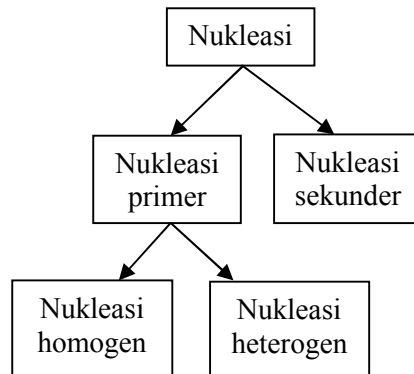 Nukleasi
Nukleasi
primer
Nukleasi
sekunder
Nukleasi
homogen
Nukleasi
heterogen